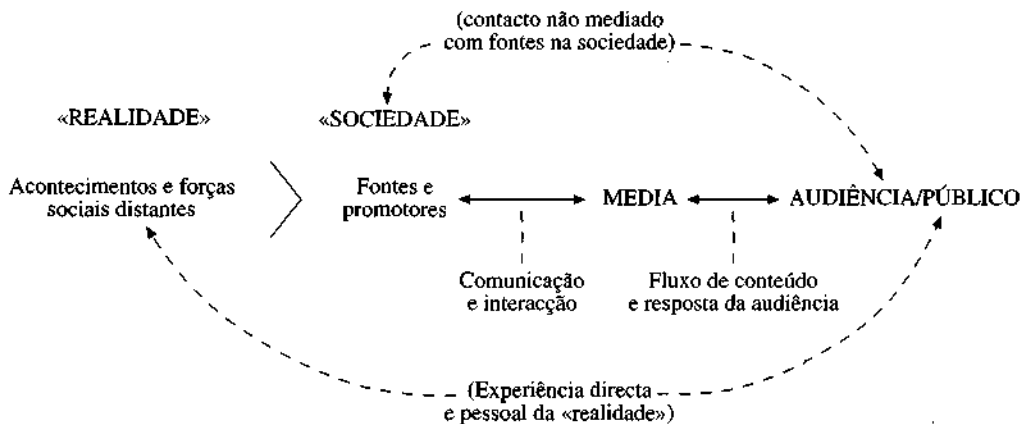 (contacto não mediado
com fontes na sociedade)
«REALIDADE»
«SOCIEDADE»
Acontecimentos e forças
sociais distantes
Fontes e
promotores
MEDIA
AUDIÊNCIA/PÚBLICO
Comunicação
e interacção
Fluxo de conteúdo
e resposta da audiência
(Experiência directa
e pessoal da «realidade»)